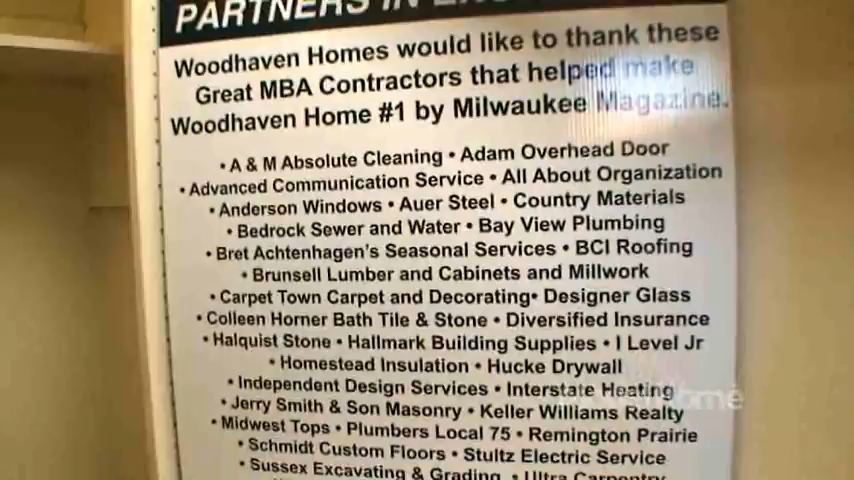 PARTNERS IN
Woodhaven Homes would like to thank these
Great MBA Contractors that helped make
Woodhaven Home #1 by Milwaukee Magazine.
• A & M Absolute Cleaning • Adam Overhead Door
• Advanced Communication Service • All About Organization
• Anderson Windows • Auer Steel • Country Materials
• Bedrock Sewer and Water • Bay View Plumbing
• Bret Achtenhagen's Seasonal Services • BCI Roofing
• Brunsell Lumber and Cabinets and Millwork
• Carpet Town Carpet and Decorating• Designer Glass
• Colleen Horner Bath Tile & Stone • Diversified Insurance
• Halquist Stone • Hallmark Building Supplies • I Level Jr
• Homestead Insulation • Hucke Drywall
• Independent Design Services • Interstate Heating
• Jerry Smith & Son Masonry • Keller Williams Realty
• Midwest Tops • Plumbers Local 75 • Remington Prairie
• Schmidt Custom Floors • Stultz Electric Service
• Sussex Excavating & Grading • Ultra Carpentry